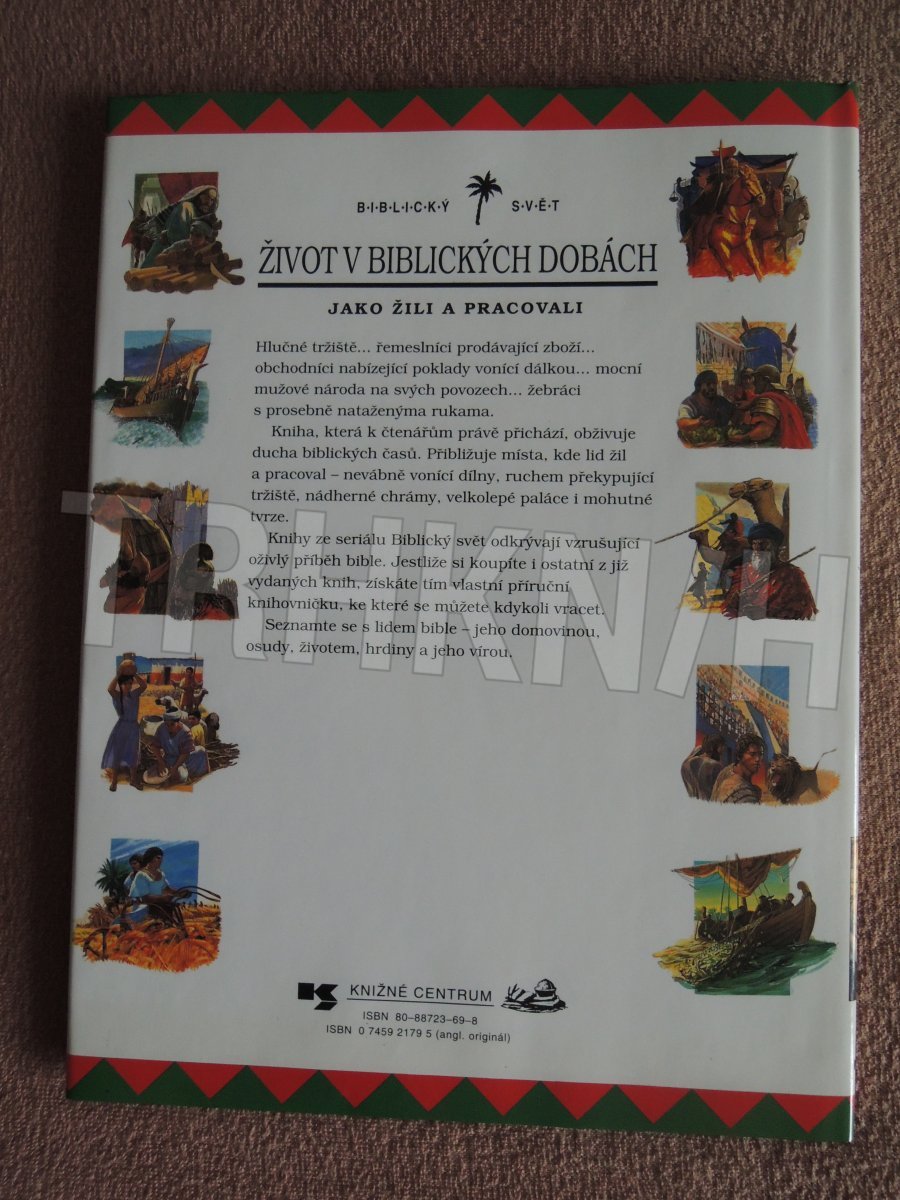 B·I·B·L·I·C·K·Ý S·V·Ě·T
ŽIVOT V BIBLICKÝCH DOBÁCH
JAKO ŽILI A PRACOVALI
Hlučné tržiště... řemeslníci prodávající zboží...
obchodníci nabízející poklady vonící dálkou... mocní
mužové národa na svých povozech... žebráci
s prosebně nataženýma rukama.
Kniha, která k čtenářům právě přichází, obživuje
ducha biblických časů. Přibližuje místa, kde lid žil
a pracoval – nevábně vonící dílny, ruchem překypující
tržiště, nádherné chrámy, velkolepé paláce i mohutné
tvrze.
Knihy ze seriálu Biblický svět odkrývají vzrušující
oživlý příběh bible. Jestliže si koupíte i ostatní z již
vydaných knih, získáte tím vlastní příruční
knihovničku, ke které se můžete kdykoli vracet.
Seznamte se s lidem bible – jeho domovinou,
osudy, životem, hrdiny a jeho vírou.
TRHKNIH
KNIŽNÉ CENTRUM
ISBN 80–88723–69–8
ISBN 0 7459 2179 5 (angl. originál)